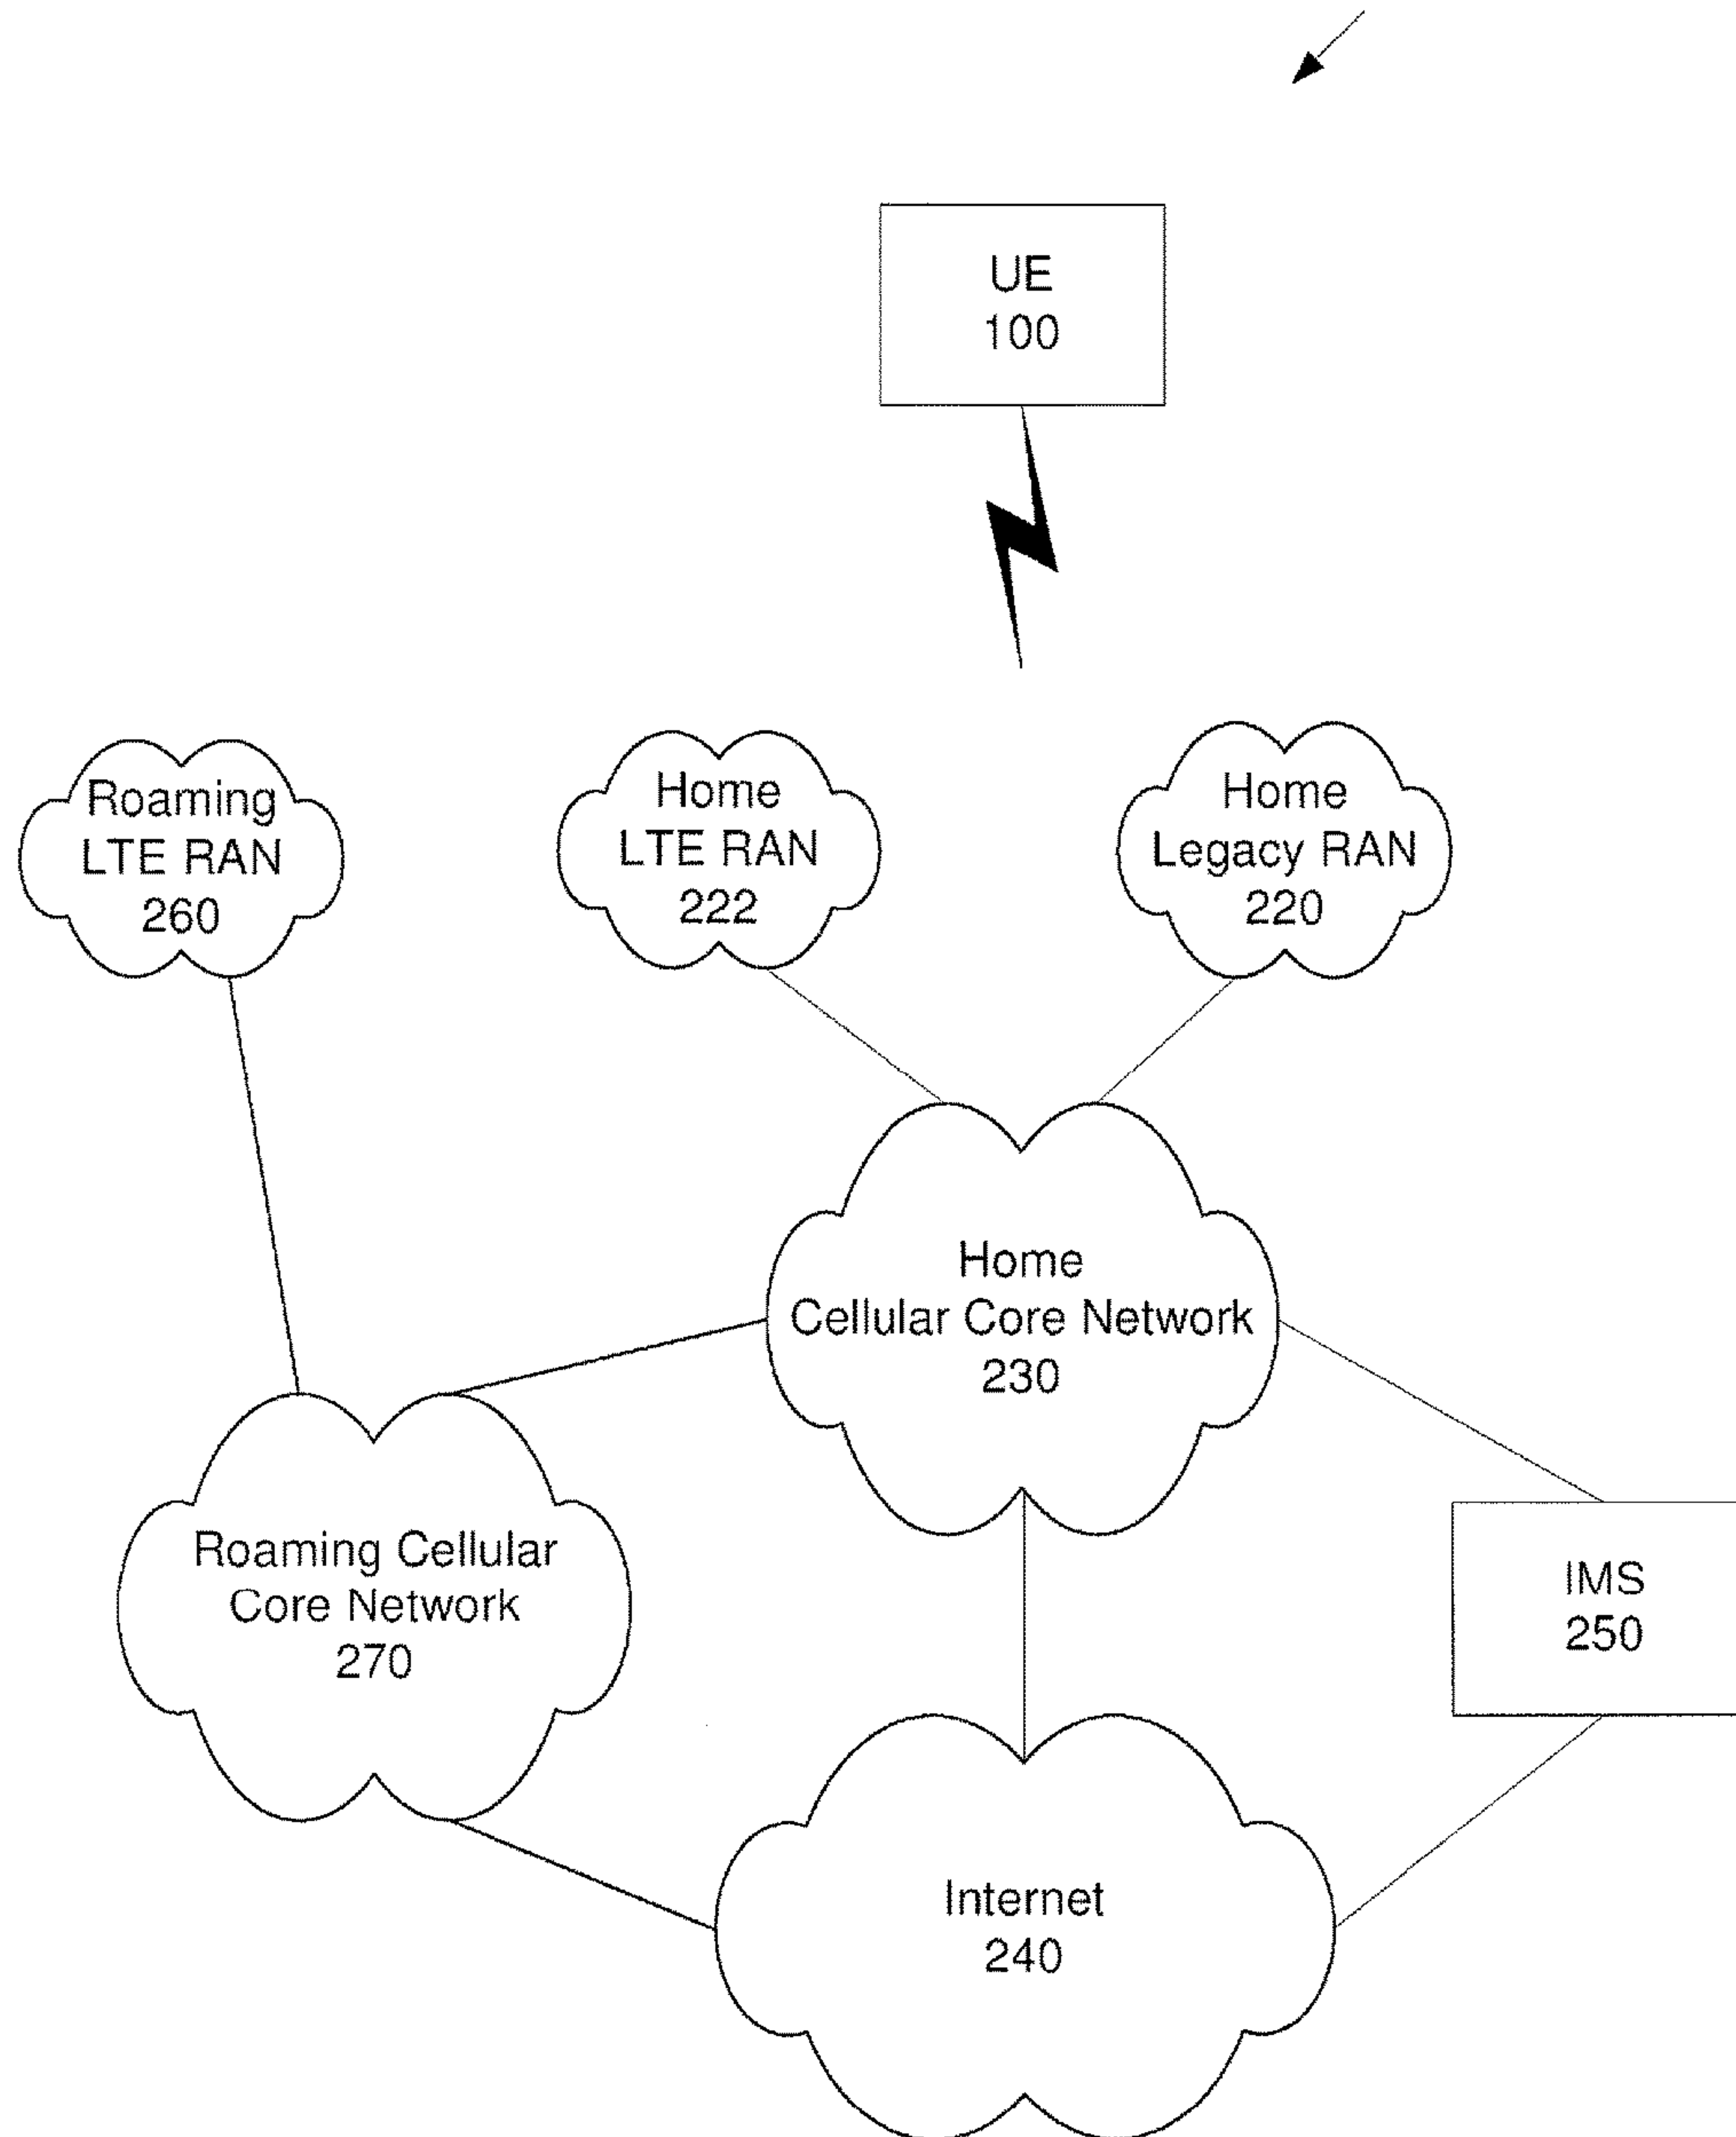 UE
100
Roaming
LTE RAN
260
Home
LTE RAN
222
Home
Legacy RAN
220
Home
Cellular Core Network
230
Roaming Cellular
Core Network
270
IMS
250
Internet
240